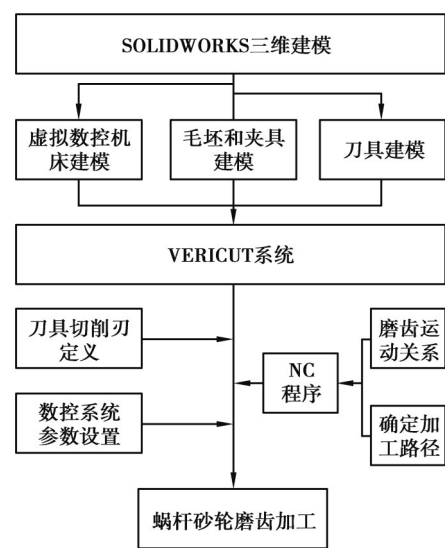 SOLIDWORKS三维建模
虚拟数控机
床建模
毛坯和夹具
建模
刀具建模
VERICUT系统
刀具切削刃
定义
磨齿运
动关系
NC
程序
数控系统
参数设置
确定加
工路径
蜗杆砂轮磨齿加工